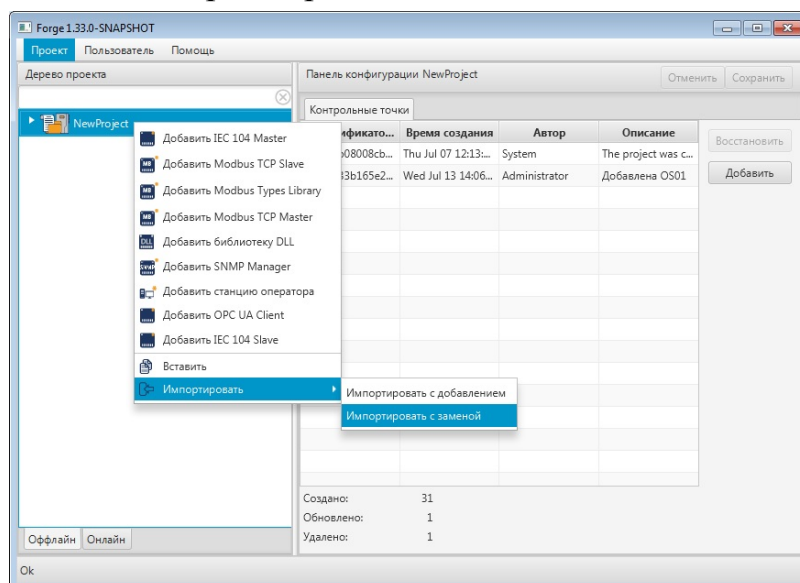 Forge 1.33.0-SNAPSHOT
Проект Пользователь Помощь
Дерево проекта
Панель конфигурации NewProject
Отменить Сохранить
NewProject
Контрольные точки
Время создания Автор Описание
Thu Jul 07 12:13:... System The project was c...
Wed Jul 13 14:06... Administrator Добавлена OS01
Восстановить
Добавить
Добавить IEC 104 Master
Добавить Modbus TCP Slave
Добавить Modbus Types Library
Добавить Modbus TCP Master
Добавить библиотеку DLL
Добавить SNMP Manager
Добавить станцию оператора
Добавить OPC UA Client
Добавить IEC 104 Slave
Вставить
Импортировать
Импортировать с добавлением
Импортировать с заменой
Создано: 31
Обновлено: 1
Удалено: 1
Оффлайн Онлайн
Ok